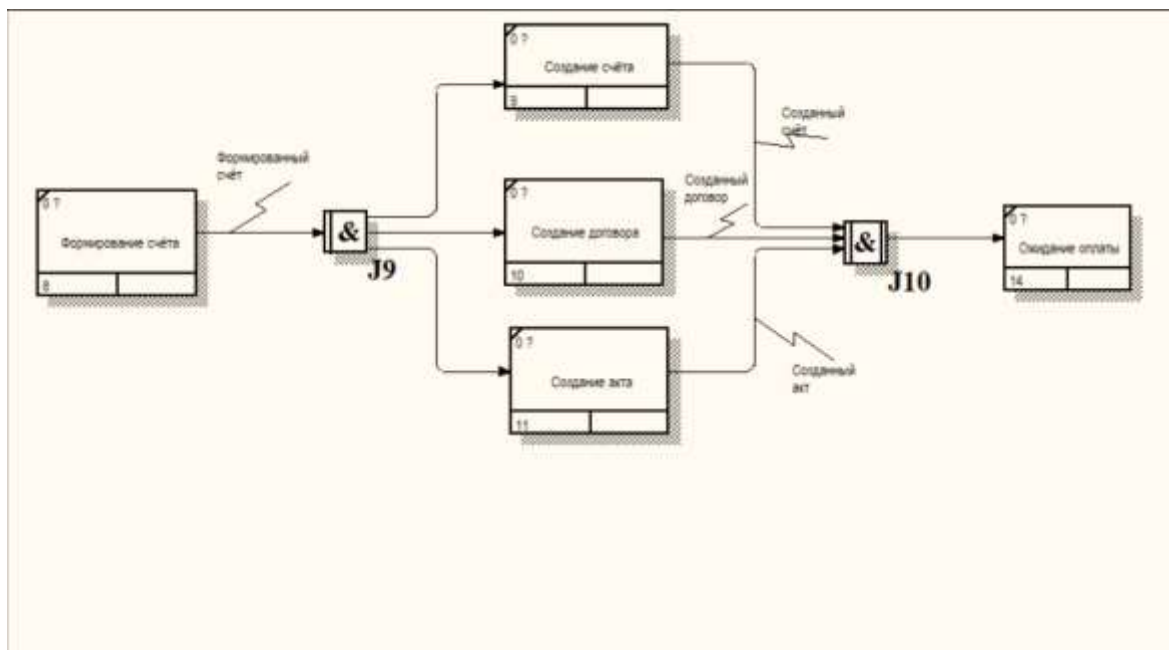 0 ?
Создание счёта
9
Созданный
счёт
Формированный
счёт
0 ?
Формирование счёта
8
&
J9
0 ?
Создание договора
10
Созданный
договор
&
J10
0 ?
Ожидание оплаты
14
0 ?
Создание акта
11
Созданный
акт